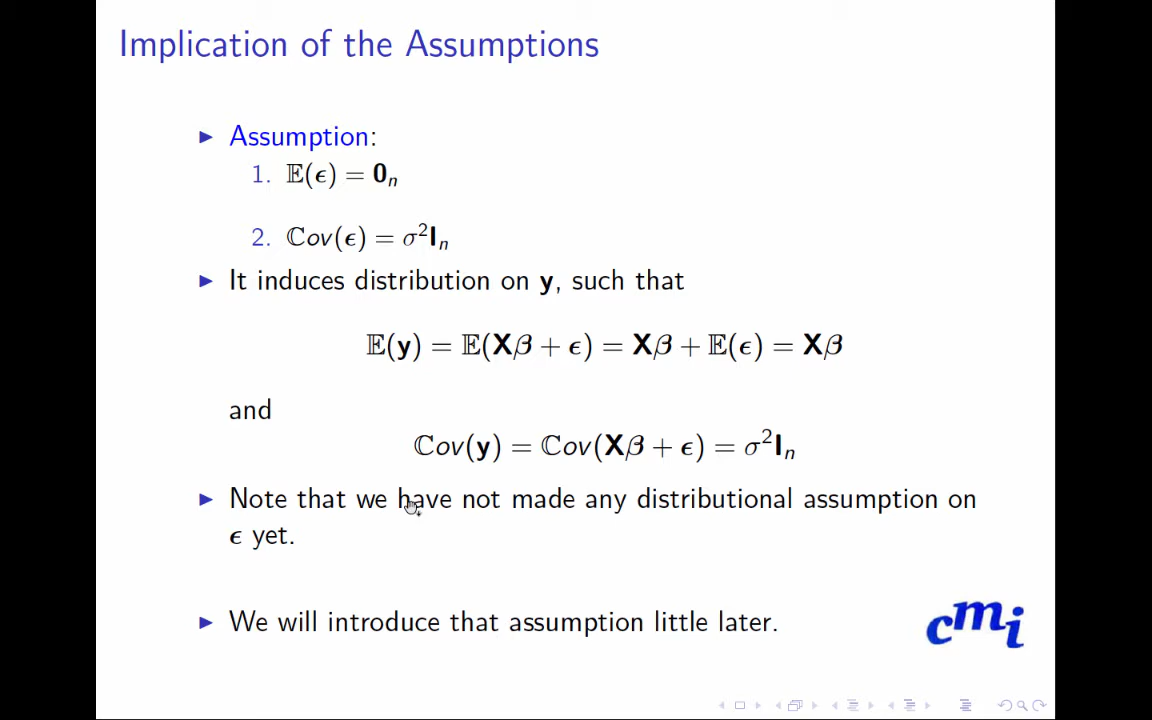 Implication of the Assumptions
▶ Assumption:
1. 𝔼(ϵ) = 0ₙ
2. ℂov(ϵ) = σ²Iₙ
▶ It induces distribution on y, such that
𝔼(y) = 𝔼(Xβ + ϵ) = Xβ + 𝔼(ϵ) = Xβ
and
ℂov(y) = ℂov(Xβ + ϵ) = σ²Iₙ
▶ Note that we have not made any distributional assumption on
ϵ yet.
▶ We will introduce that assumption little later.
cmi